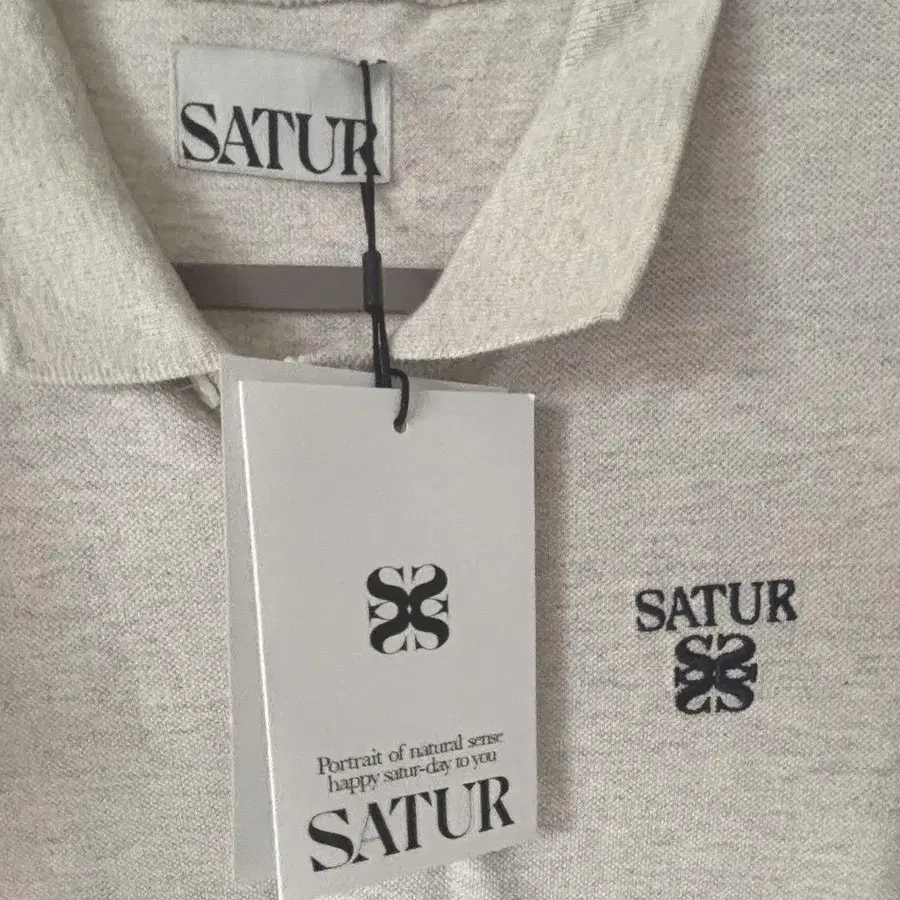 SATUR
SATUR
Portrait of natural sense
happy satur-day to you
SATUR